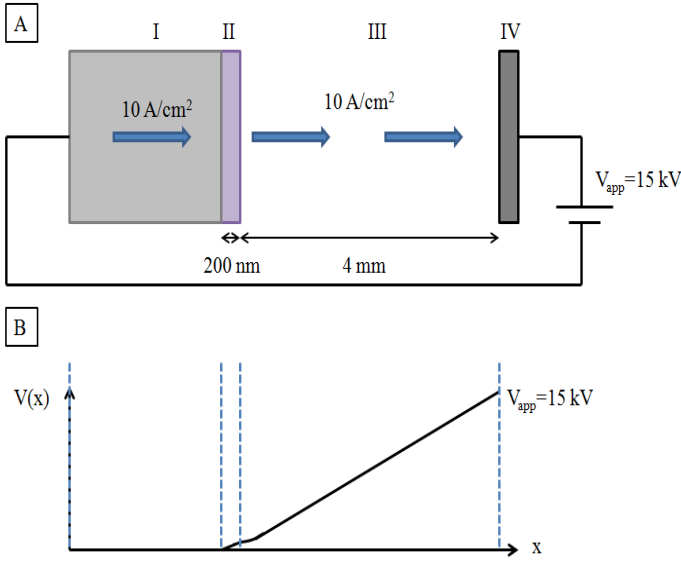 A
I II III IV
10 A/cm²
10 A/cm²
Vapp=15 kV
200 nm
4 mm
B
V(x)
Vapp=15 kV
x